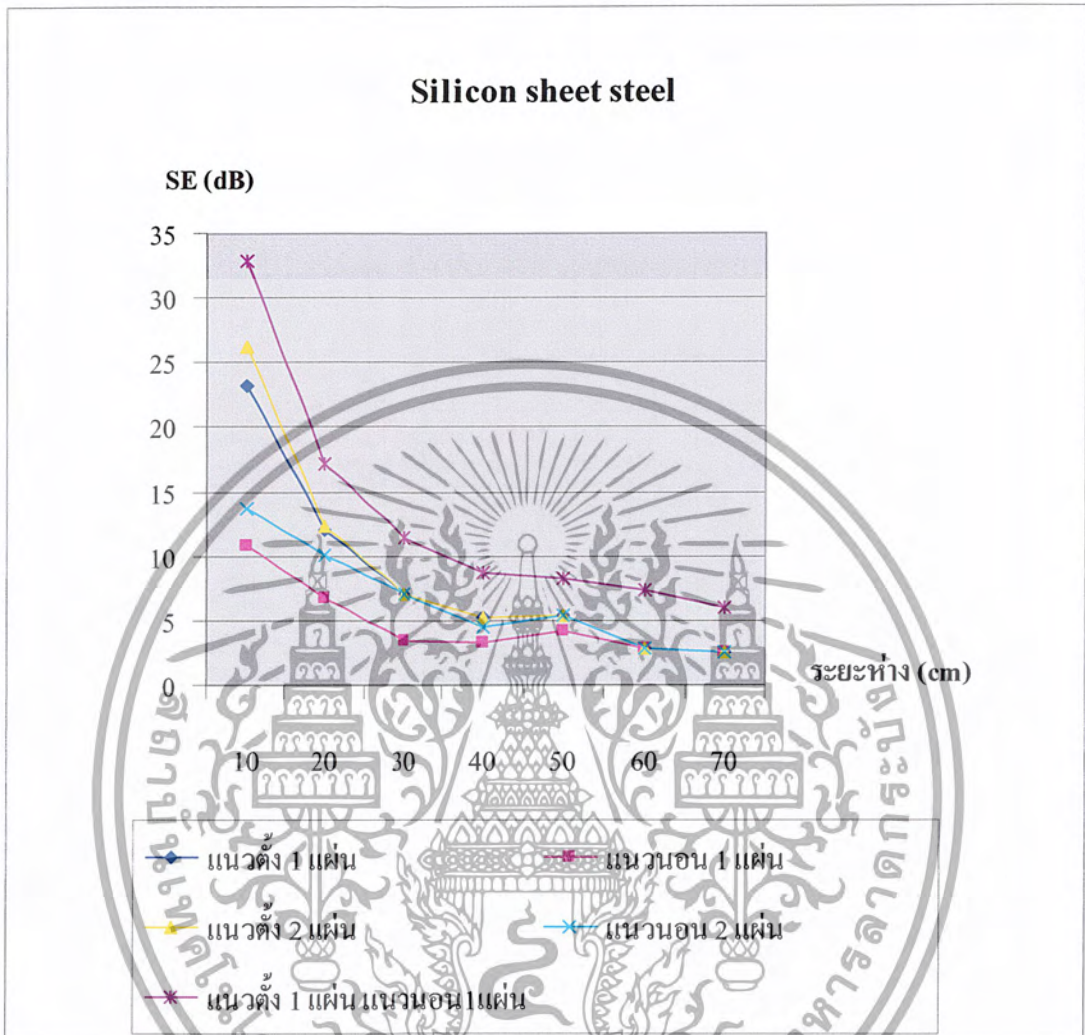 Silicon sheet steel
SE (dB)
35
30
25
20
15
10
5
0
ระยะห่าง (cm)
10 20 30 40 50 60 70
แนวตั้ง 1 แผ่น
แนวนอน 1 แผ่น
แนวตั้ง 2 แผ่น
แนวนอน 2 แผ่น
แนวตั้ง 1 แผ่น แนวนอน 1แผ่น